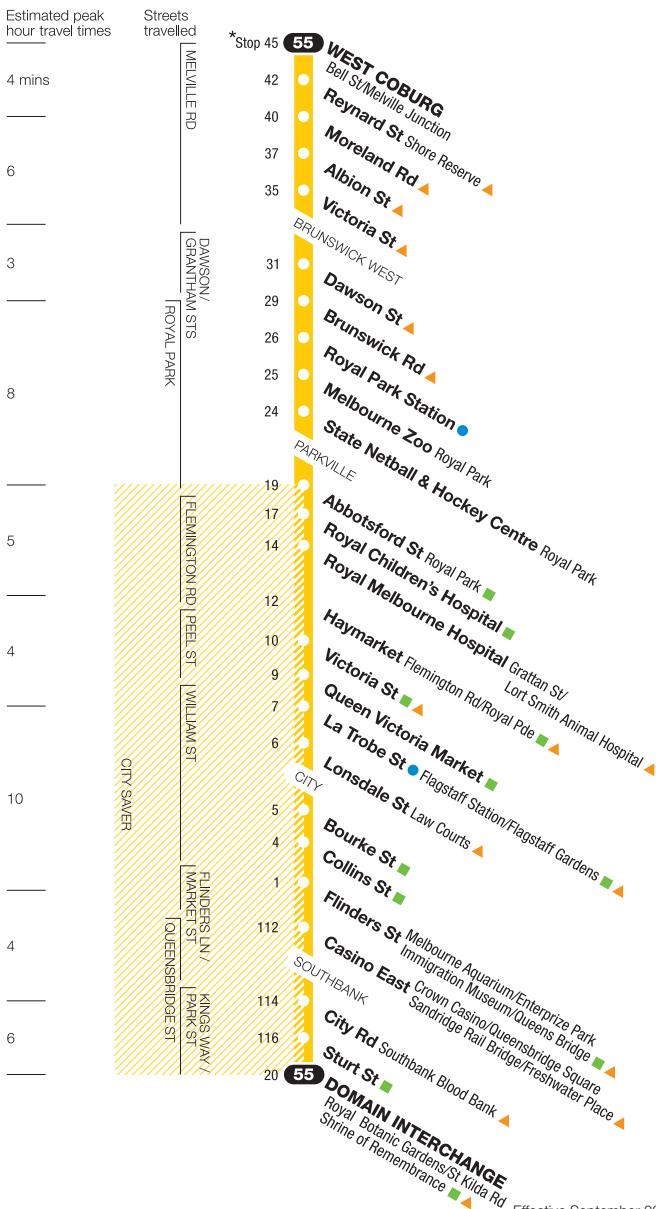 Estimated peak
hour travel times
Streets
travelled
4 mins
6
3
8
5
4
10
4
6
MELVILLE RD
DAWSON /
GRANTHAM STS
ROYAL PARK
FLEMINGTON RD
PEEL ST
WILLIAM ST
CITY SAVER
FLINDERS LN /
MARKET ST
QUEENSBRIDGE ST
KINGS WAY /
PARK ST
*Stop 45 55 WEST COBURG
Bell St/Melville Junction
42 Reynard St Shore Reserve
40 Moreland Rd
37 Albion St
35 Victoria St
BRUNSWICK WEST
31 Dawson St
29 Brunswick Rd
26 Royal Park Station
25 Melbourne Zoo Royal Park
24 State Netball & Hockey Centre Royal Park
PARKVILLE
19 Abbotsford St Royal Park
17 Royal Children's Hospital
14 Royal Melbourne Hospital Grattan St/
Lort Smith Animal Hospital
12
10 Haymarket Flemington Rd/Royal Pde
9 Victoria St
7 Queen Victoria Market
6 La Trobe St Flagstaff Station/Flagstaff Gardens
CITY
Lonsdale St Law Courts
5 Bourke St
4 Collins St
1 Flinders St Melbourne Aquarium/Enterprize Park
Immigration Museum/Queens Bridge
112 Casino East Crown Casino/Queensbridge Square
Sandridge Rail Bridge/Freshwater Place
SOUTHBANK
114 City Rd Southbank Blood Bank
116 Sturt St
20 55 DOMAIN INTERCHANGE
Royal Botanic Gardens/St Kilda Rd
Shrine of Remembrance
Effective September